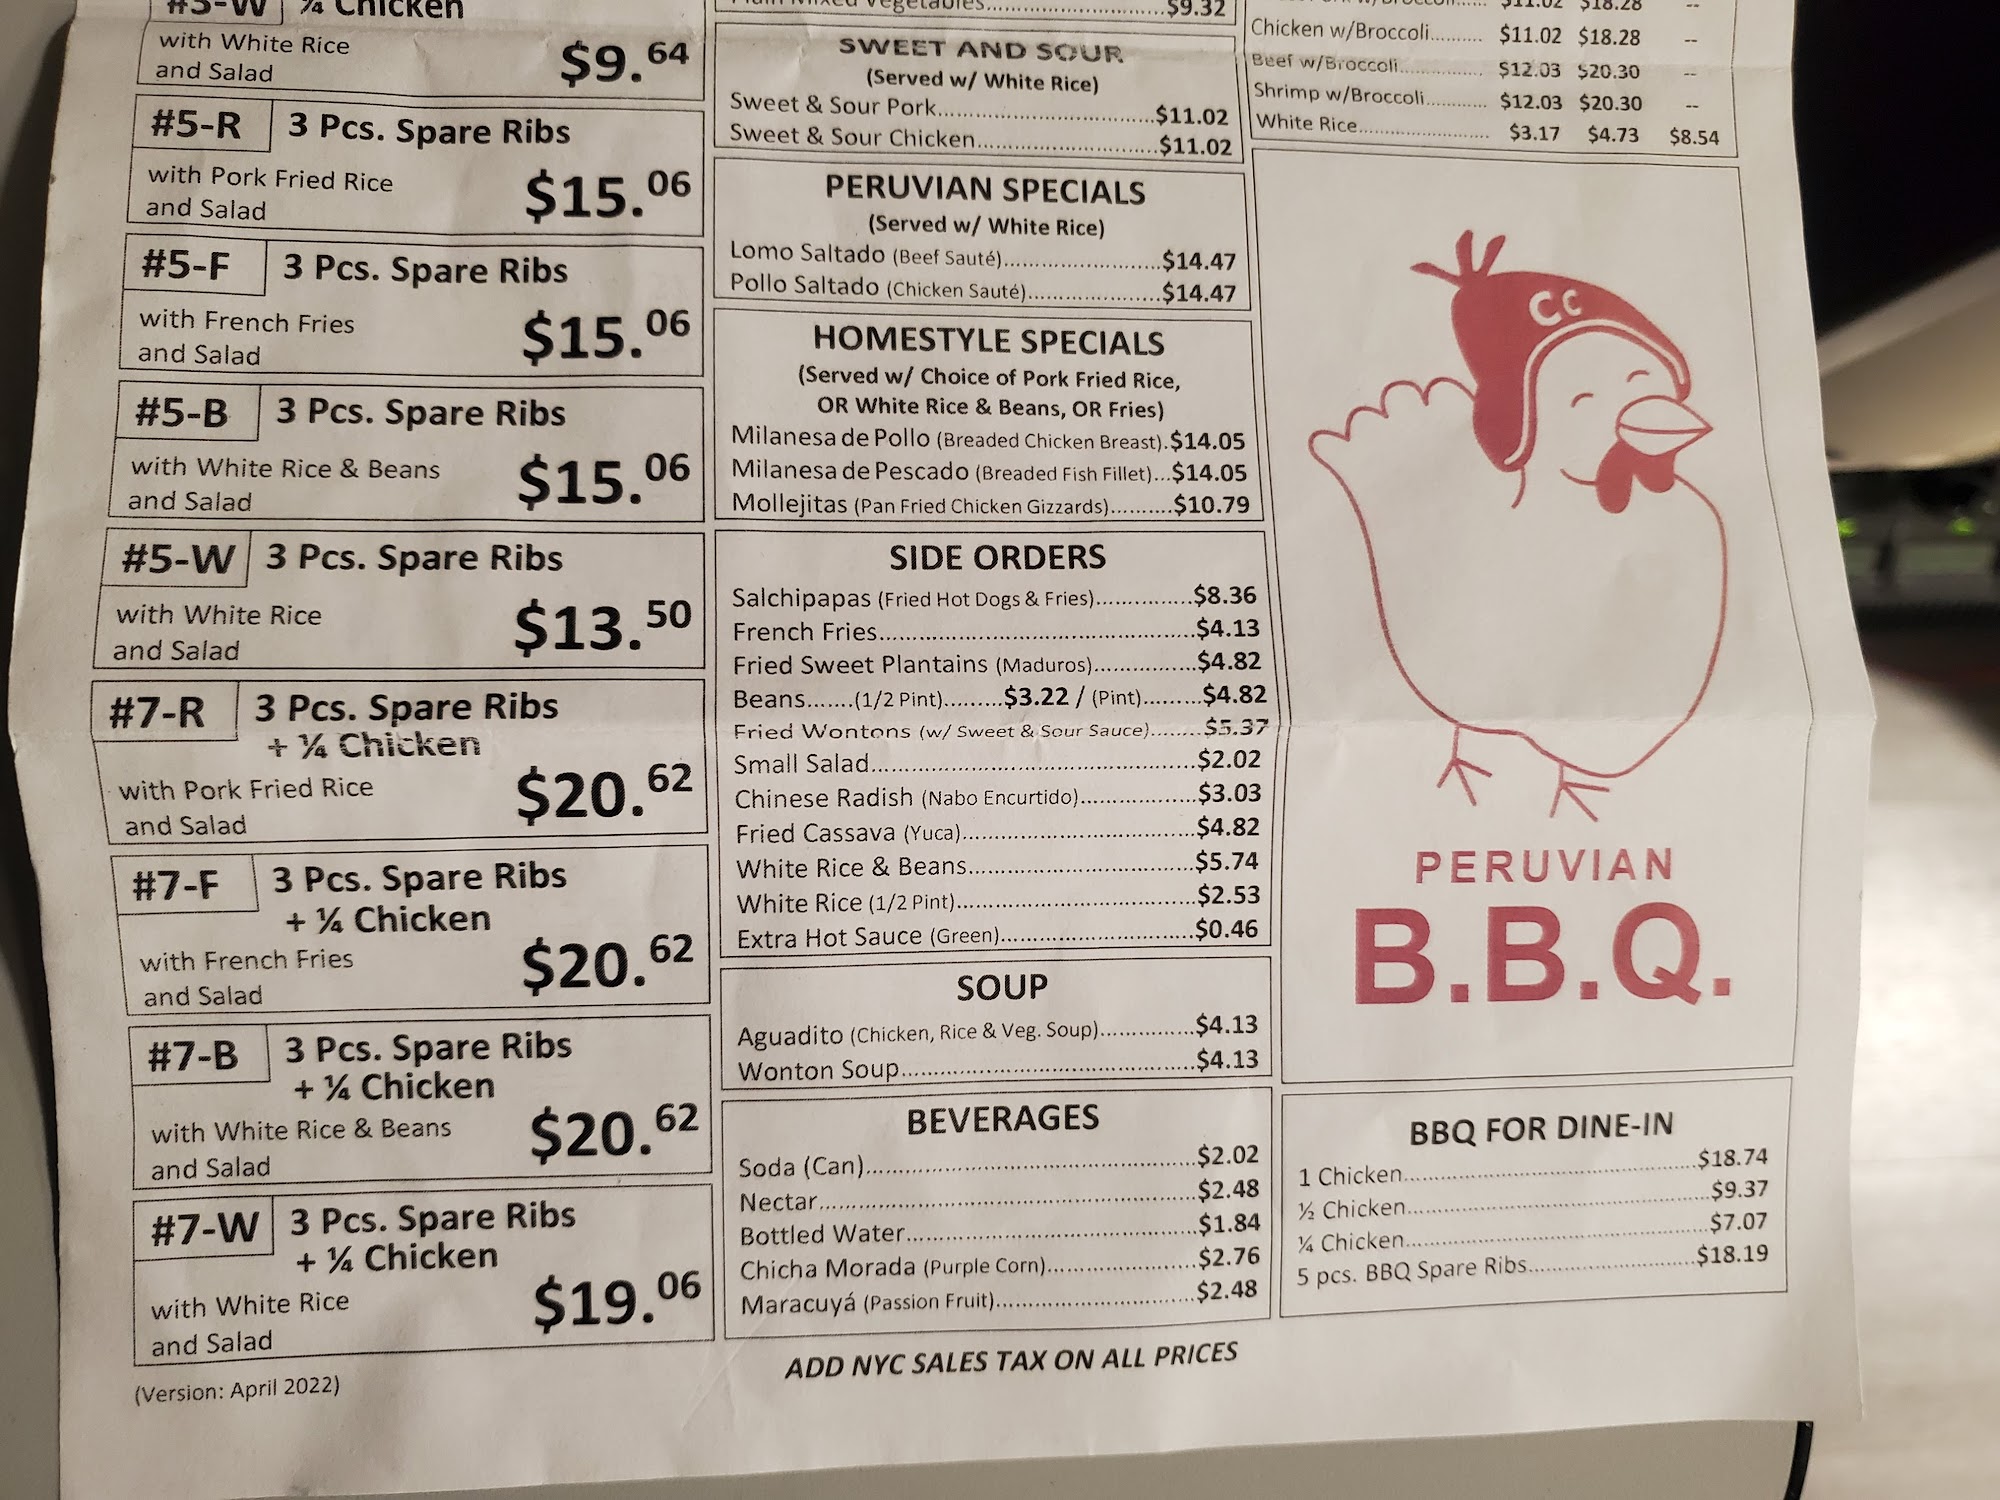 #3-W ¼ Chicken
with White Rice
and Salad
$9.64
#5-R 3 Pcs. Spare Ribs
with Pork Fried Rice
and Salad
$15.06
#5-F 3 Pcs. Spare Ribs
with French Fries
and Salad
$15.06
#5-B 3 Pcs. Spare Ribs
with White Rice & Beans
and Salad
$15.06
#5-W 3 Pcs. Spare Ribs
with White Rice
and Salad
$13.50
#7-R 3 Pcs. Spare Ribs
+ ¼ Chicken
with Pork Fried Rice
and Salad
$20.62
#7-F 3 Pcs. Spare Ribs
+ ¼ Chicken
with French Fries
and Salad
$20.62
#7-B 3 Pcs. Spare Ribs
+ ¼ Chicken
with White Rice & Beans
and Salad
$20.62
#7-W 3 Pcs. Spare Ribs
+ ¼ Chicken
with White Rice
and Salad
$19.06
(Version: April 2022)
Plain Mixed Vegetables $9.32
SWEET AND SOUR
(Served w/ White Rice)
Sweet & Sour Pork $11.02
Sweet & Sour Chicken $11.02
PERUVIAN SPECIALS
(Served w/ White Rice)
Lomo Saltado (Beef Sauté) $14.47
Pollo Saltado (Chicken Sauté) $14.47
HOMESTYLE SPECIALS
(Served w/ Choice of Pork Fried Rice,
OR White Rice & Beans, OR Fries)
Milanesa de Pollo (Breaded Chicken Breast). $14.05
Milanesa de Pescado (Breaded Fish Fillet)... $14.05
Mollejitas (Pan Fried Chicken Gizzards) $10.79
SIDE ORDERS
Salchipapas (Fried Hot Dogs & Fries) $8.36
French Fries $4.13
Fried Sweet Plantains (Maduros) $4.82
Beans (1/2 Pint) $3.22 / (Pint) $4.82
Fried Wontons (w/ Sweet & Sour Sauce) $5.37
Small Salad $2.02
Chinese Radish (Nabo Encurtido) $3.03
Fried Cassava (Yuca) $4.82
White Rice & Beans $5.74
White Rice (1/2 Pint) $2.53
Extra Hot Sauce (Green) $0.46
SOUP
Aguadito (Chicken, Rice & Veg. Soup) $4.13
Wonton Soup $4.13
BEVERAGES
Soda (Can) $2.02
Nectar $2.48
Bottled Water $1.84
Chicha Morada (Purple Corn) $2.76
Maracuyá (Passion Fruit) $2.48
ADD NYC SALES TAX ON ALL PRICES
$11.02 $18.28 --
Chicken w/Broccoli $11.02 $18.28 --
Beef w/Broccoli $12.03 $20.30 --
Shrimp w/Broccoli $12.03 $20.30 --
White Rice $3.17 $4.73 $8.54
CC
PERUVIAN
B.B.Q.
BBQ FOR DINE-IN
1 Chicken $18.74
½ Chicken $9.37
¼ Chicken $7.07
5 pcs. BBQ Spare Ribs $18.19